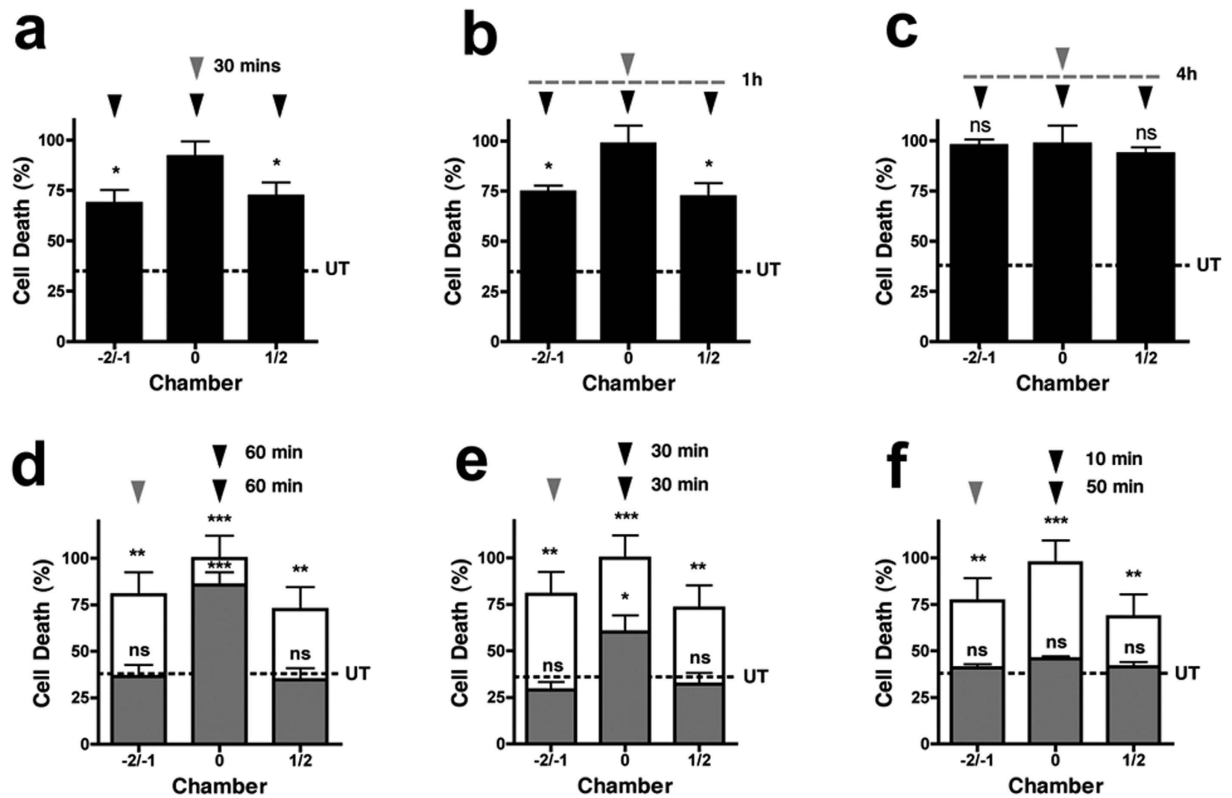 a
30 mins
Cell Death (%)
100
75
50
25
0
*
*
UT
-2/-1 0 1/2
Chamber
b
1h
Cell Death (%)
100
75
50
25
0
*
*
UT
-2/-1 0 1/2
Chamber
c
4h
Cell Death (%)
100
75
50
25
0
ns
ns
UT
-2/-1 0 1/2
Chamber
d
60 min
60 min
Cell Death (%)
100
75
50
25
0
**
***
***
**
ns
ns
UT
-2/-1 0 1/2
Chamber
e
30 min
30 min
Cell Death (%)
100
75
50
25
0
**
***
**
*
ns
ns
UT
-2/-1 0 1/2
Chamber
f
10 min
50 min
Cell Death (%)
100
75
50
25
0
**
***
**
ns
ns
ns
UT
-2/-1 0 1/2
Chamber